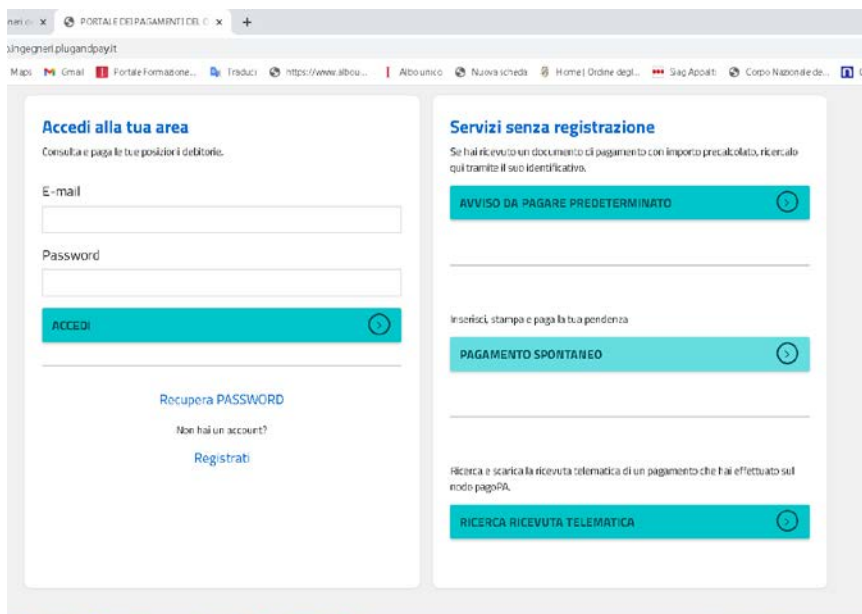 PORTALE DEI PAGAMENTI DEL C
ingegneri.plugandpay.it
Maps
Gmail
Portale Formazione...
Traduci
https://www.albou...
Albo unico
Nuova scheda
Home | Ordine degl...
Siag Appalti
Corpo Nazionale de...
Accedi alla tua area
Consulta e paga le tue posizioni debitorie.
E-mail
Password
ACCEDI
Recupera PASSWORD
Non hai un account?
Registrati
Servizi senza registrazione
Se hai ricevuto un documento di pagamento con importo precalcolato, ricercalo
qui tramite il suo identificativo.
AVVISO DA PAGARE PREDETERMINATO
Inserisci, stampa e paga la tua pendenza
PAGAMENTO SPONTANEO
Ricerca e scarica la ricevuta telematica di un pagamento che hai effettuato sul
nodo pagoPA.
RICERCA RICEVUTA TELEMATICA